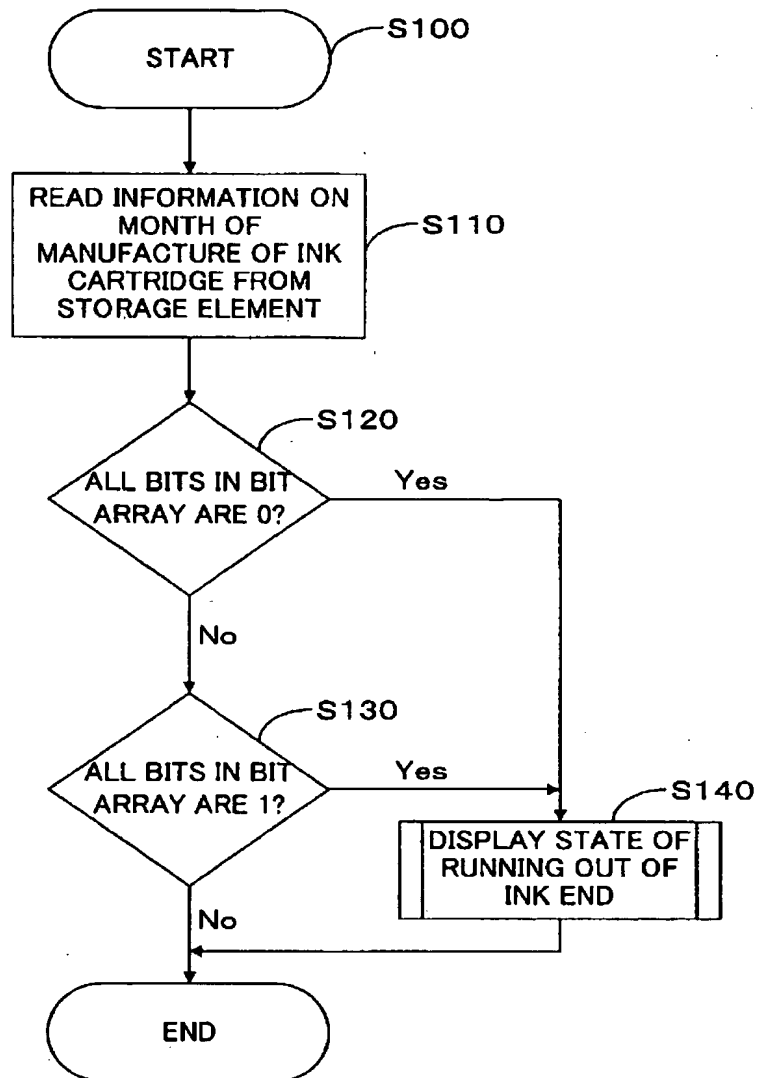 START
S100
READ INFORMATION ON
MONTH OF
MANUFACTURE OF INK
CARTRIDGE FROM
STORAGE ELEMENT
S110
S120
ALL BITS IN BIT
ARRAY ARE 0?
Yes
No
S130
ALL BITS IN BIT
ARRAY ARE 1?
Yes
S140
DISPLAY STATE OF
RUNNING OUT OF
INK END
No
END